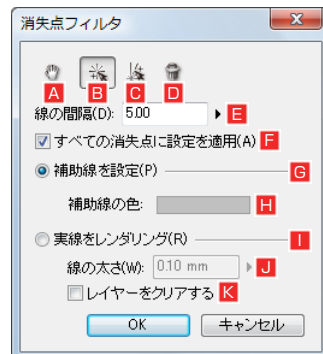 消失点フィルタ
A B C D
線の間隔(D): 5.00 E
すべての消失点に設定を適用(A) F
補助線を設定(P) G
補助線の色: H
実線をレンダリング(R) I
線の太さ(W): 0.10 mm J
レイヤーをクリアする K
OK キャンセル